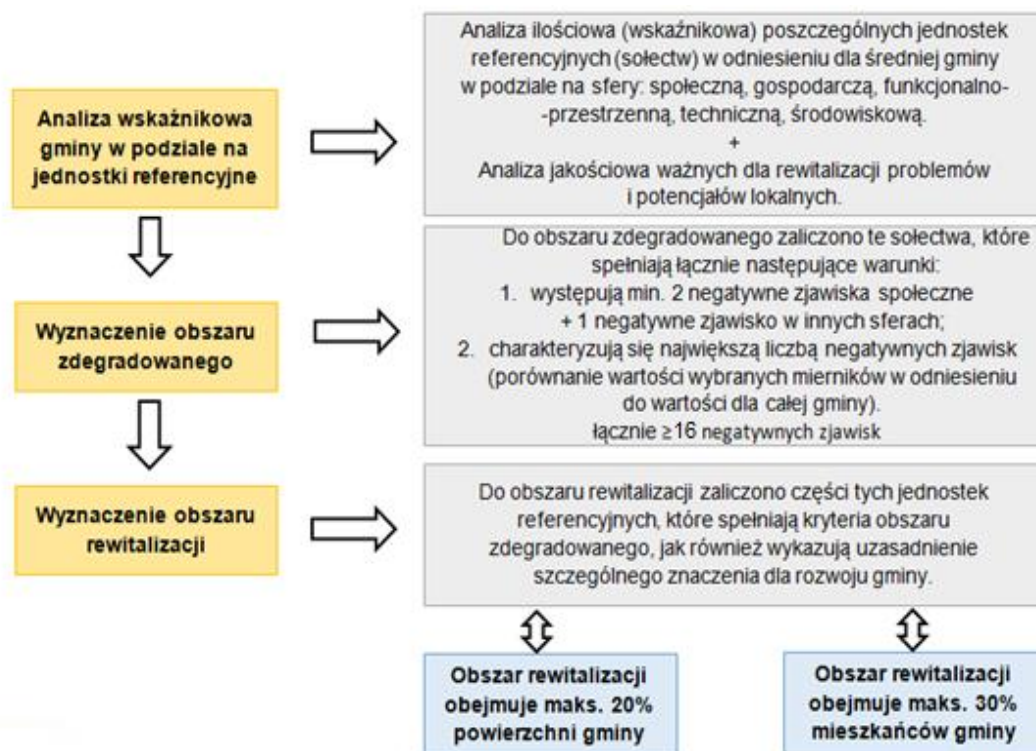 Analiza wskaźnikowa
gminy w podziale na
jednostki referencyjne
Analiza ilościowa (wskaźnikowa) poszczególnych jednostek
referencyjnych (sołectw) w odniesieniu dla średniej gminy
w podziale na sfery: społeczną, gospodarczą, funkcjonalno-
-przestrzenną, techniczną, środowiskową.
+
Analiza jakościowa ważnych dla rewitalizacji problemów
i potencjałów lokalnych.
Wyznaczenie obszaru
zdegradowanego
Do obszaru zdegradowanego zaliczono te sołectwa, które
spełniają łącznie następujące warunki:
1. występują min. 2 negatywne zjawiska społeczne
+ 1 negatywne zjawisko w innych sferach;
2. charakteryzują się największą liczbą negatywnych zjawisk
(porównanie wartości wybranych mierników w odniesieniu
do wartości dla całej gminy).
łącznie ≥16 negatywnych zjawisk
Wyznaczenie obszaru
rewitalizacji
Do obszaru rewitalizacji zaliczono części tych jednostek
referencyjnych, które spełniają kryteria obszaru
zdegradowanego, jak również wykazują uzasadnienie
szczególnego znaczenia dla rozwoju gminy.
Obszar rewitalizacji
obejmuje maks. 20%
powierzchni gminy
Obszar rewitalizacji
obejmuje maks. 30%
mieszkańców gminy